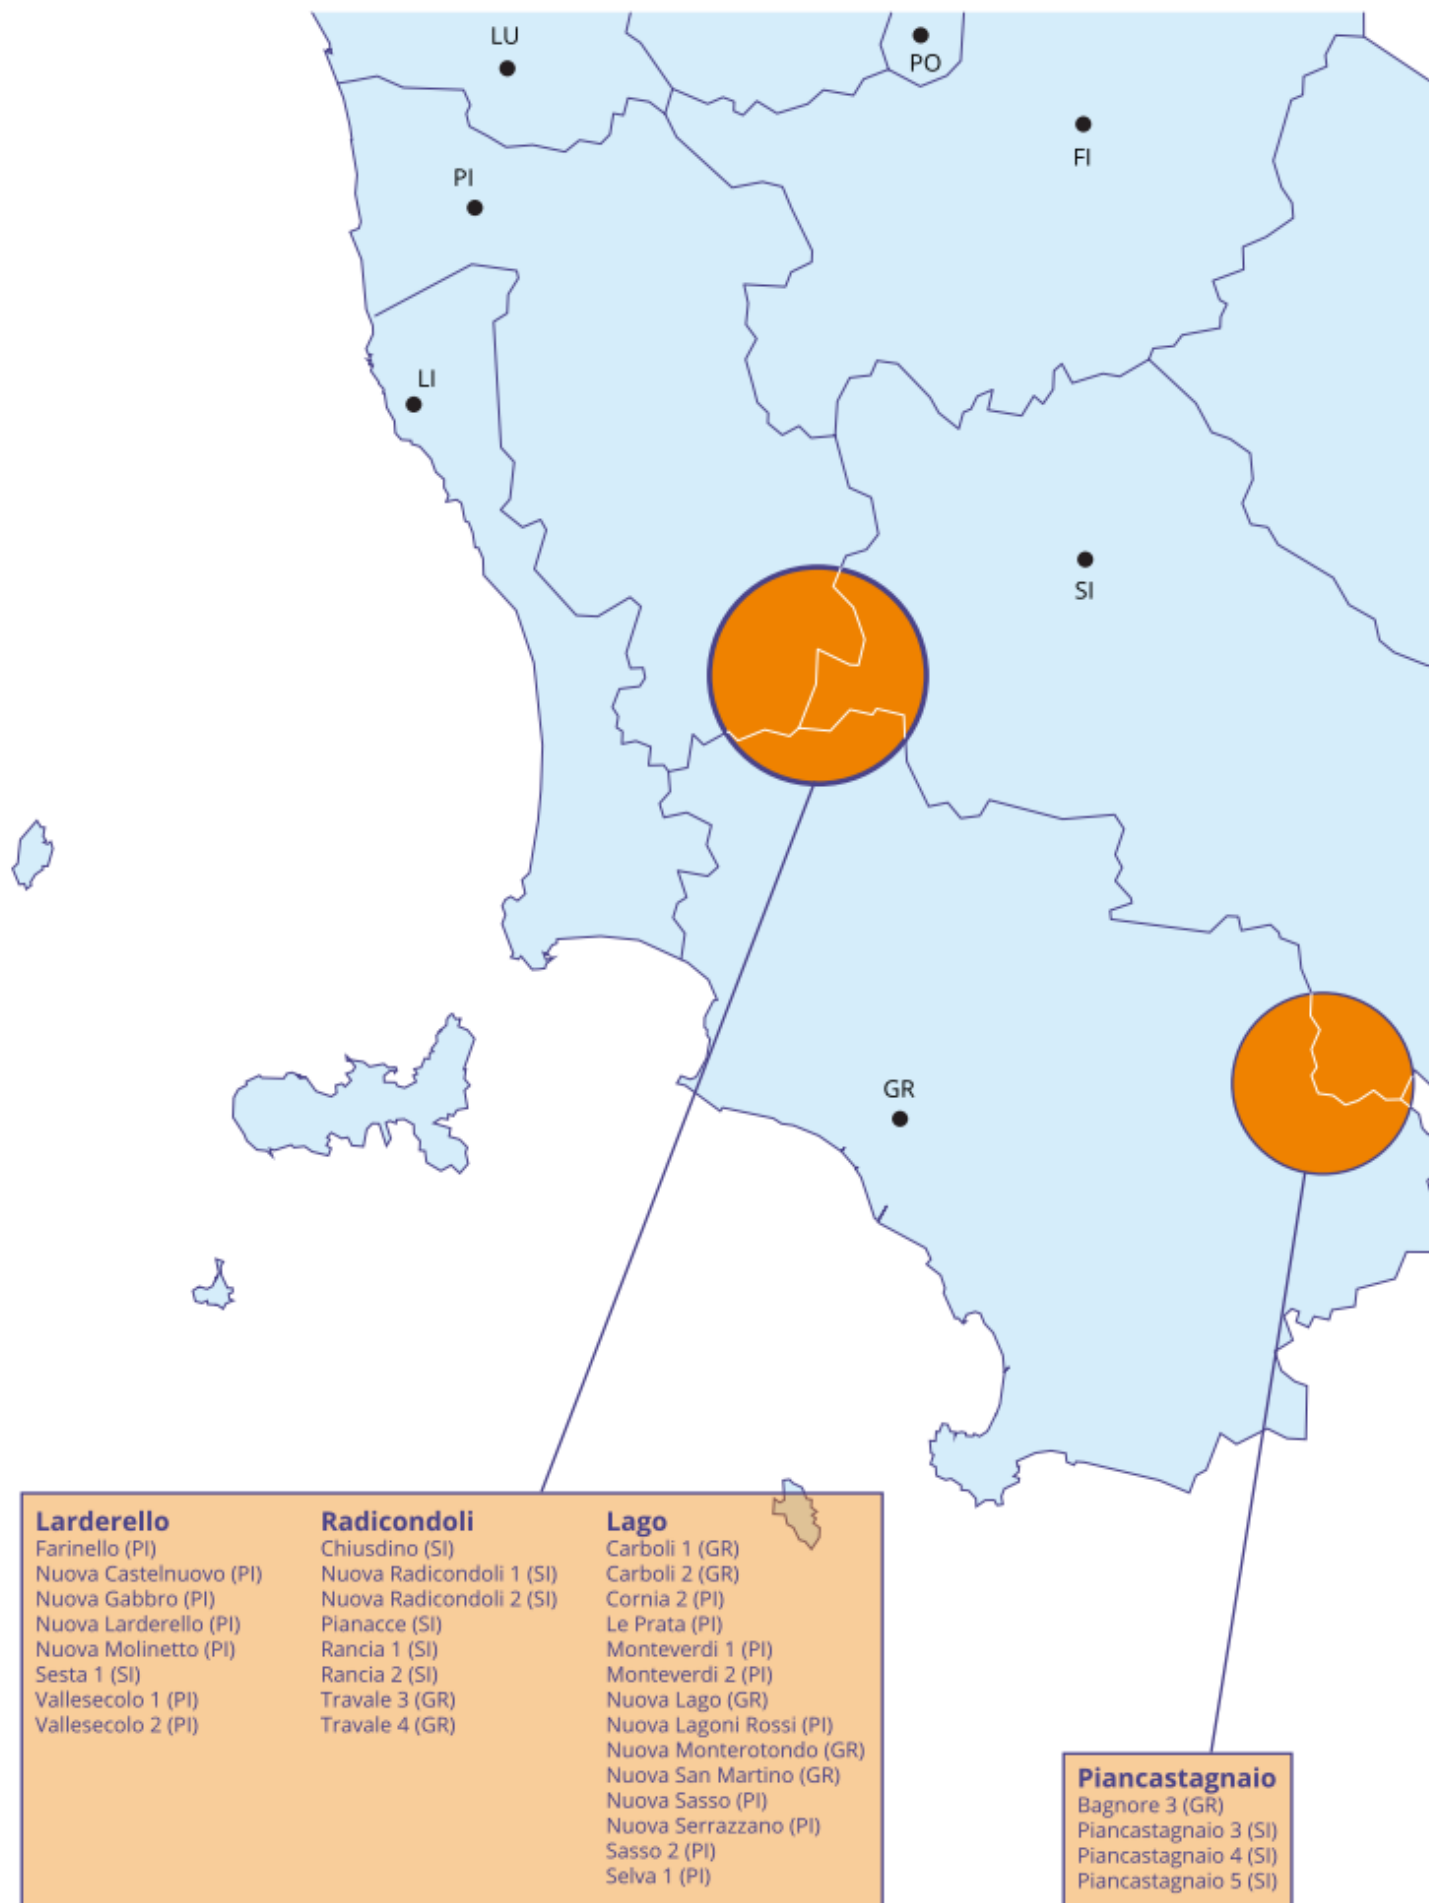 LU
PO
FI
PI
LI
SI
GR
Larderello
Farinello (PI)
Nuova Castelnuovo (PI)
Nuova Gabbro (PI)
Nuova Larderello (PI)
Nuova Molinetto (PI)
Sesta 1 (SI)
Vallesecolo 1 (PI)
Vallesecolo 2 (PI)
Radicondoli
Chiusdino (SI)
Nuova Radicondoli 1 (SI)
Nuova Radicondoli 2 (SI)
Pianacce (SI)
Rancia 1 (SI)
Rancia 2 (SI)
Travale 3 (GR)
Travale 4 (GR)
Lago
Carboli 1 (GR)
Carboli 2 (GR)
Cornia 2 (PI)
Le Prata (PI)
Monteverdi 1 (PI)
Monteverdi 2 (PI)
Nuova Lago (GR)
Nuova Lagoni Rossi (PI)
Nuova Monterotondo (GR)
Nuova San Martino (GR)
Nuova Sasso (PI)
Nuova Serrazzano (PI)
Sasso 2 (PI)
Selva 1 (PI)
Piancastagnaio
Bagnore 3 (GR)
Piancastagnaio 3 (SI)
Piancastagnaio 4 (SI)
Piancastagnaio 5 (SI)